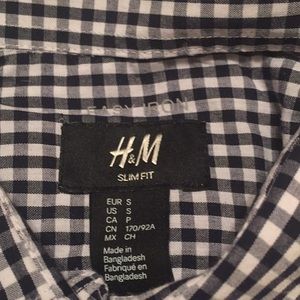 EASY IRON
H&M
SLIM FIT
EUR S
US S
CA P
CN 170/92A
MX CH
Made in
Bangladesh
Fabriqué en
Bangladesh